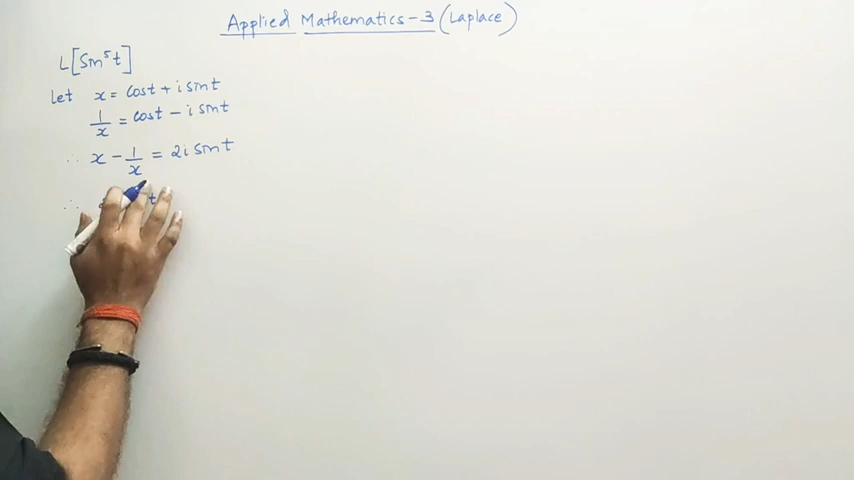 Applied Mathematics-3 (Laplace)
L[Sin⁵t]
Let x = cost + i sint
1/x = cost - i sint
∴ x - 1/x = 2i sint
∴